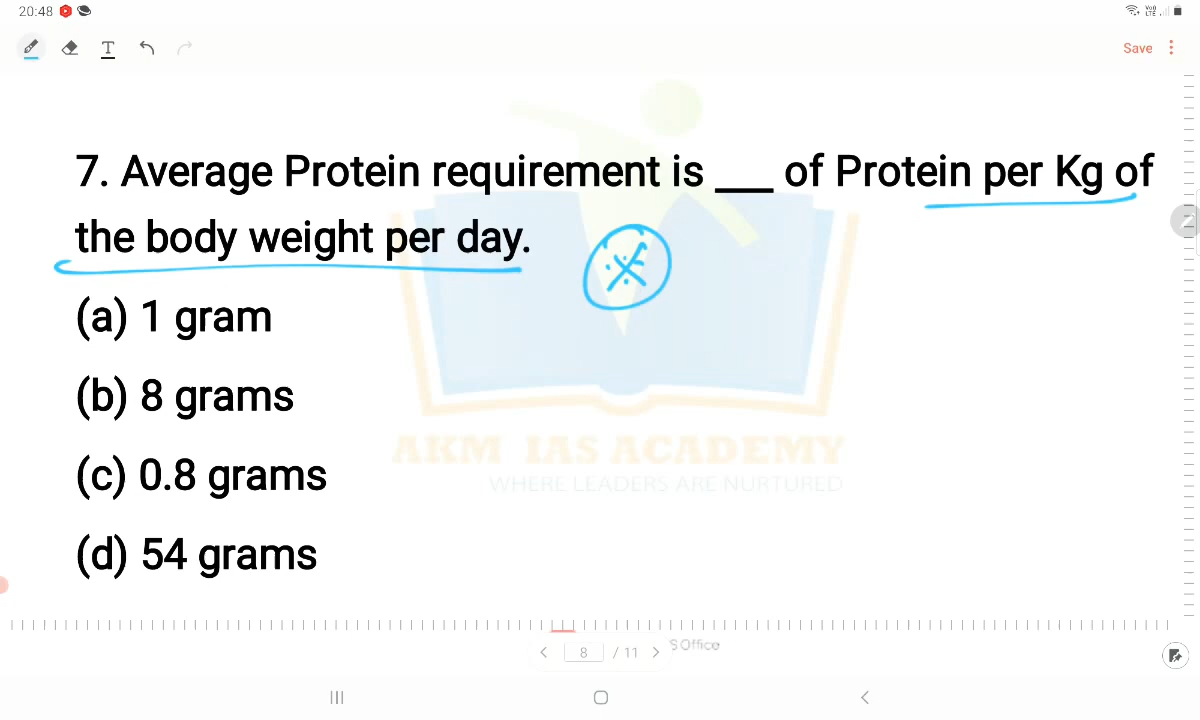 20:48
Save
7. Average Protein requirement is ___ of Protein per Kg of
the body weight per day.
(a) 1 gram
(b) 8 grams
(c) 0.8 grams
(d) 54 grams
AKM IAS ACADEMY
WHERE LEADERS ARE NURTURED
8 / 11
S Office